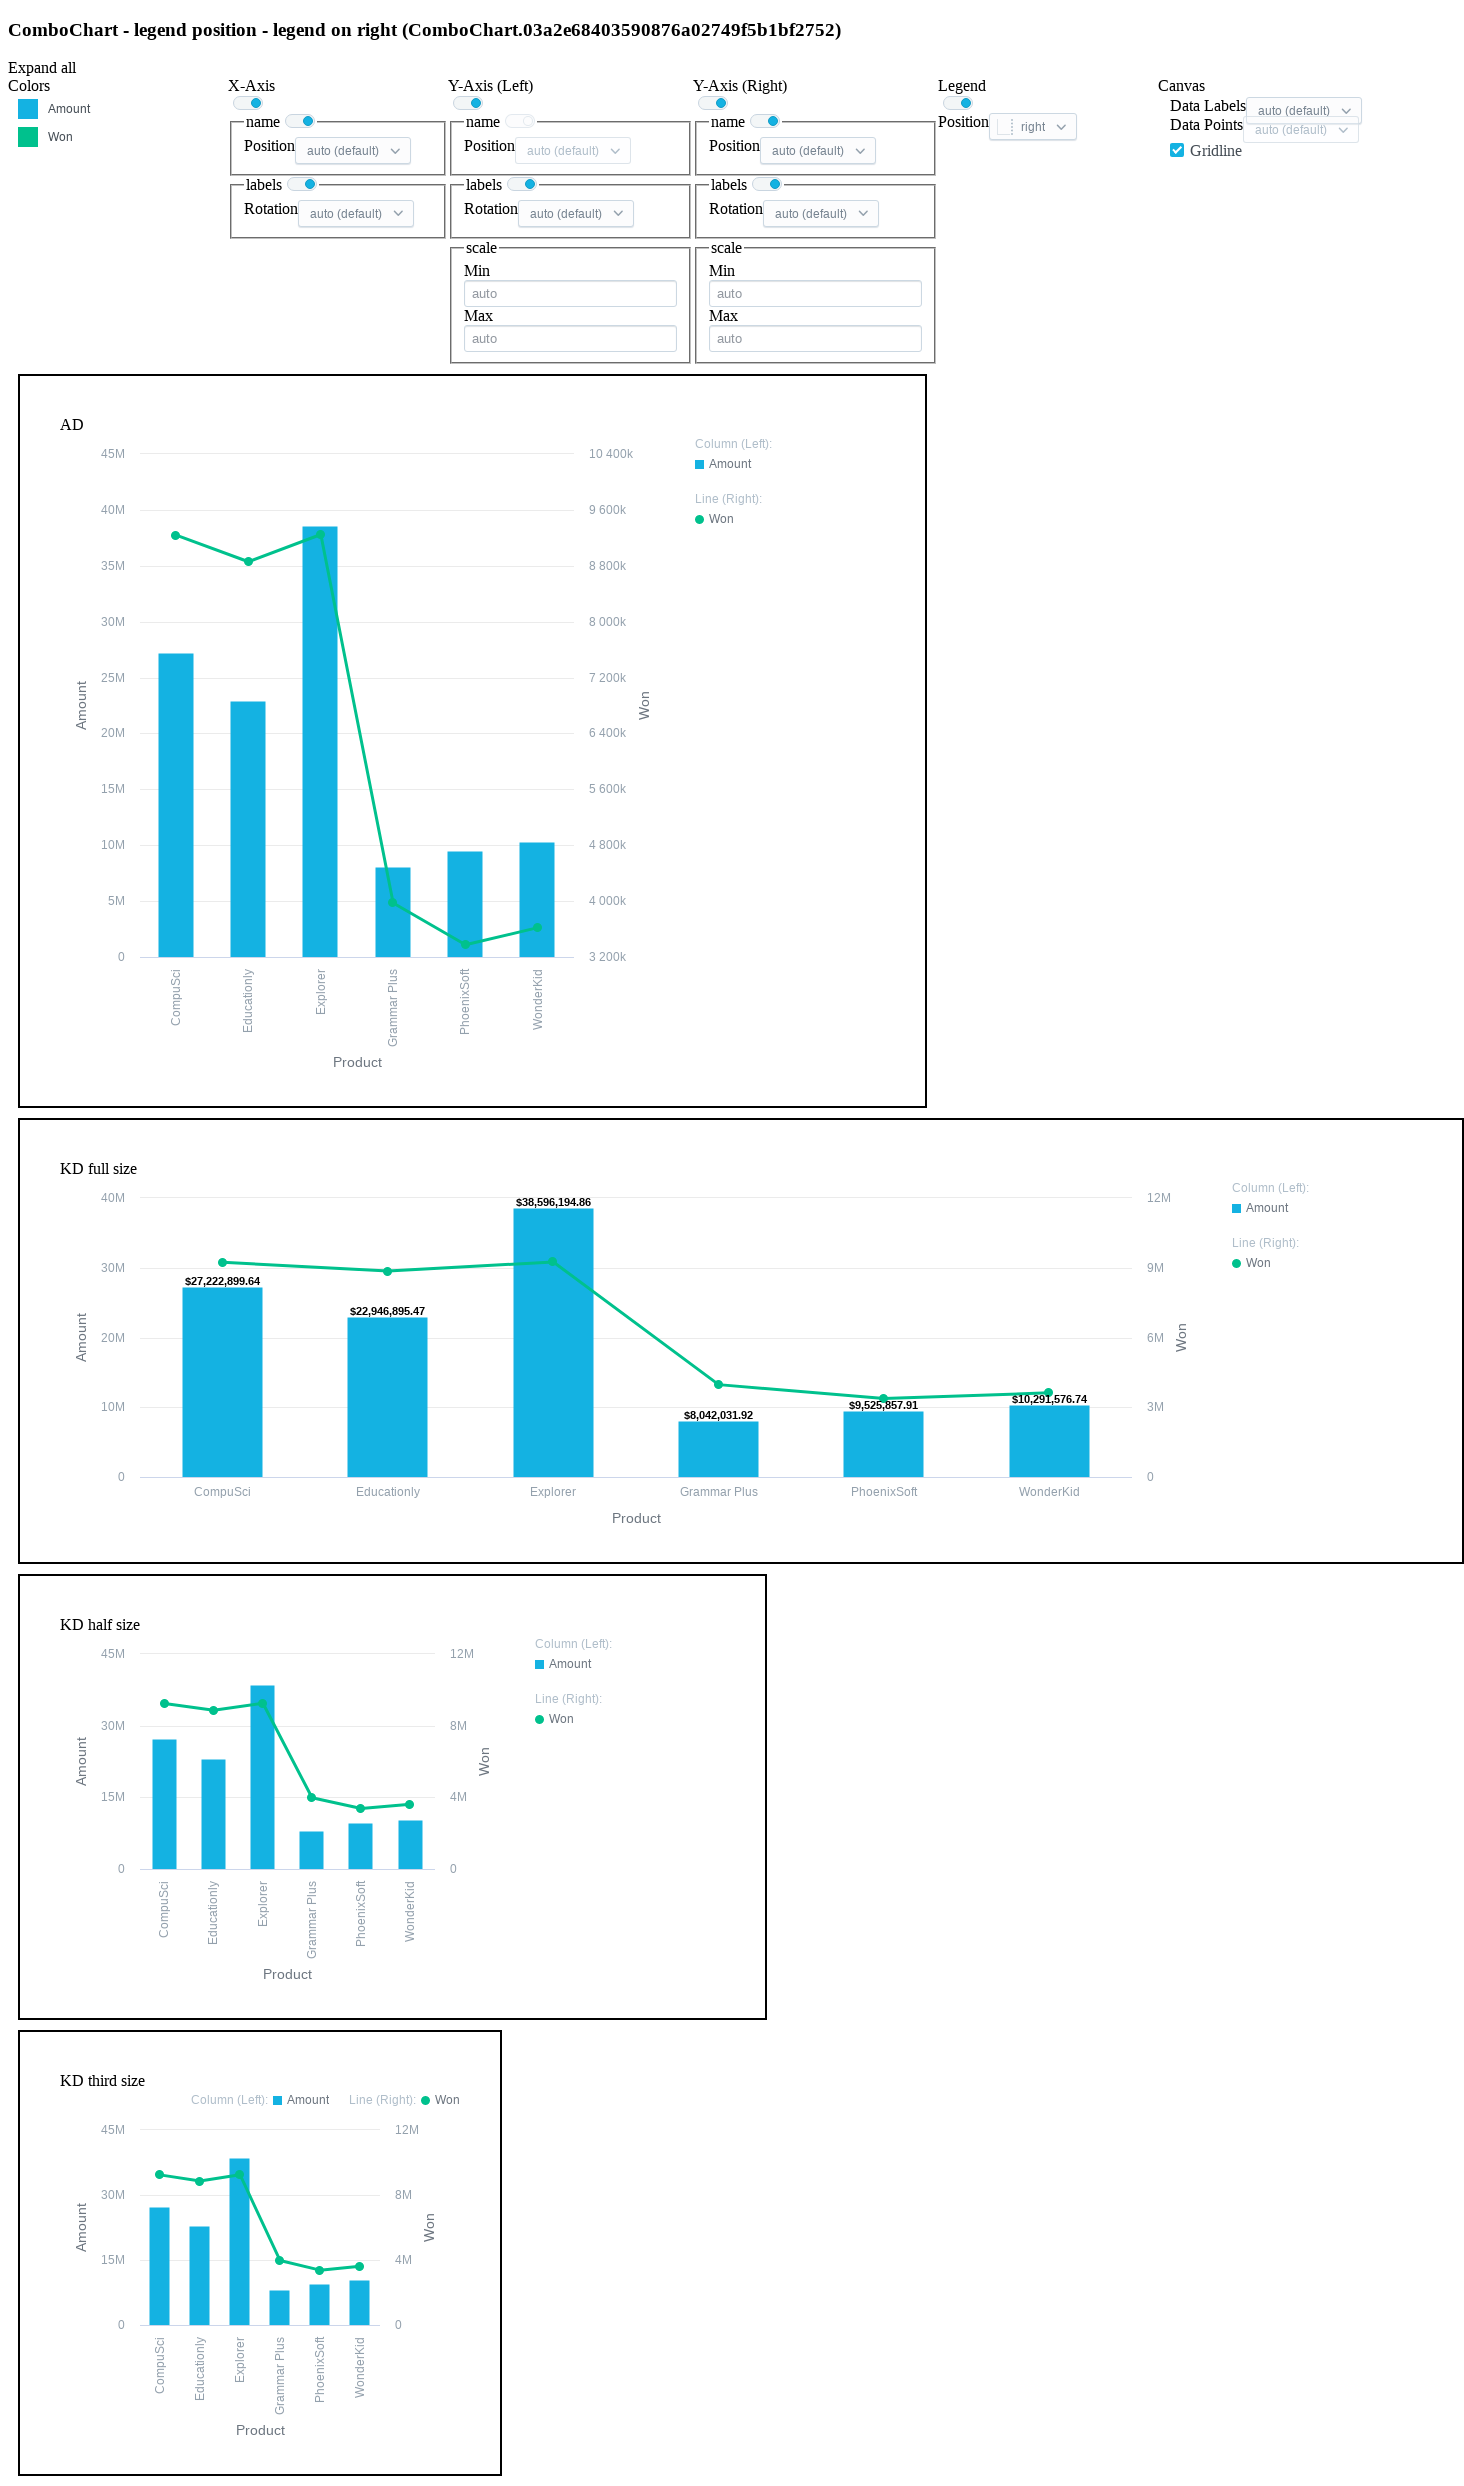 ComboChart - legend position - legend on right (ComboChart.03a2e68403590876a02749f5b1bf2752)
Expand all
Colors
Amount
Won
X-Axis
name
Position auto (default)
labels
Rotation auto (default)
Y-Axis (Left)
name
Position auto (default)
labels
Rotation auto (default)
scale
Min
auto
Max
auto
Y-Axis (Right)
name
Position auto (default)
labels
Rotation auto (default)
scale
Min
auto
Max
auto
Legend
Position right
Canvas
Data Labels auto (default)
Data Points auto (default)
Gridline
AD
45M
40M
35M
30M
25M
20M
15M
10M
5M
0
Amount
10 400k
9 600k
8 800k
8 000k
7 200k
6 400k
5 600k
4 800k
4 000k
3 200k
Won
CompuSci
Educationly
Explorer
Grammar Plus
PhoenixSoft
WonderKid
Product
Column (Left):
Amount
Line (Right):
Won
KD full size
40M
30M
20M
10M
0
Amount
$27,222,899.64
$22,946,895.47
$38,596,194.86
$8,042,031.92
$9,525,857.91
$10,291,576.74
12M
9M
6M
3M
0
Won
CompuSci
Educationly
Explorer
Grammar Plus
PhoenixSoft
WonderKid
Product
Column (Left):
Amount
Line (Right):
Won
KD half size
45M
30M
15M
0
Amount
12M
8M
4M
0
Won
CompuSci
Educationly
Explorer
Grammar Plus
PhoenixSoft
WonderKid
Product
Column (Left):
Amount
Line (Right):
Won
KD third size
Column (Left): Amount Line (Right): Won
45M
30M
15M
0
Amount
12M
8M
4M
0
Won
CompuSci
Educationly
Explorer
Grammar Plus
PhoenixSoft
WonderKid
Product